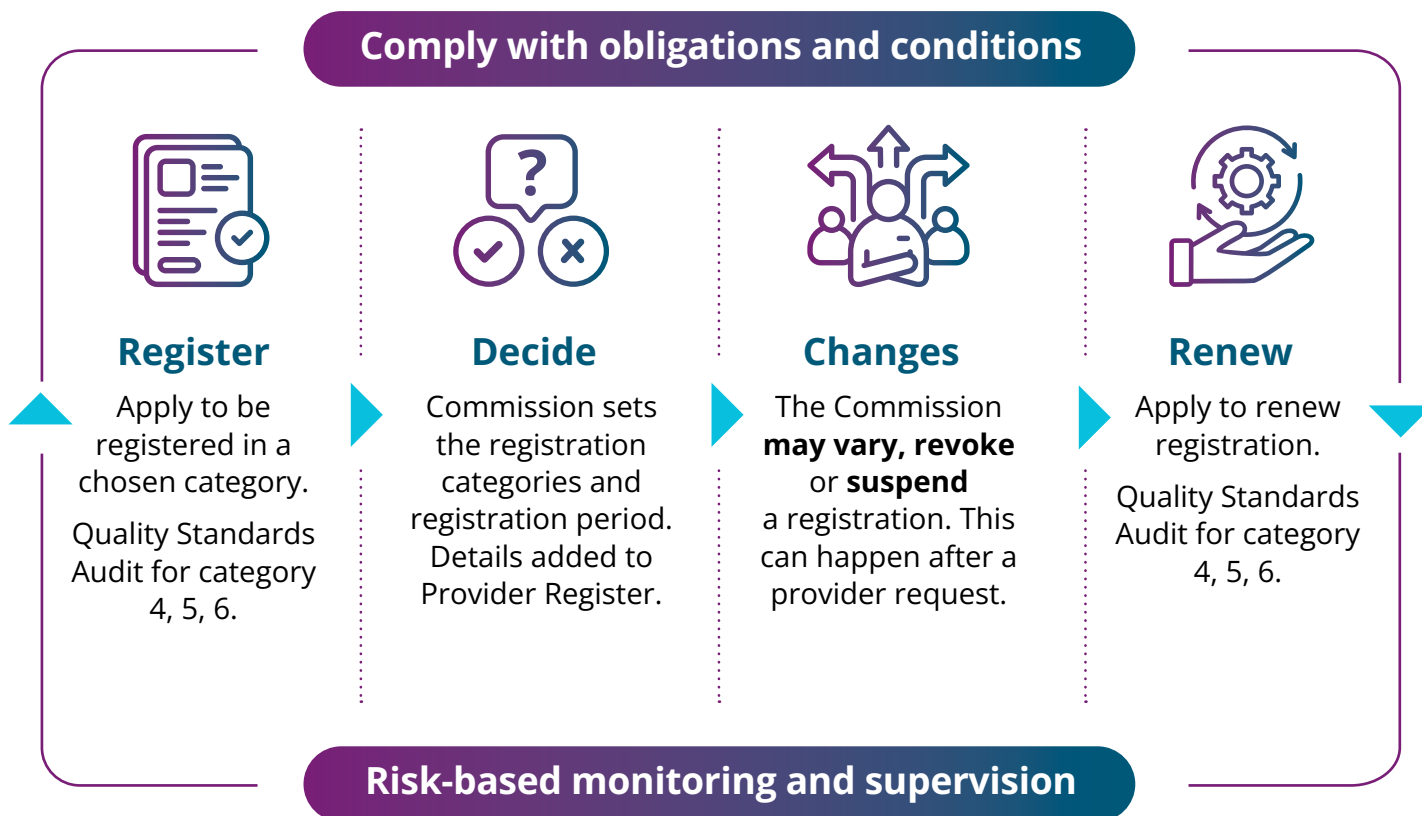 Comply with obligations and conditions
?
Register
Apply to be
registered in a
chosen category.
Quality Standards
Audit for category
4, 5, 6.
Decide
Commission sets
the registration
categories and
registration period.
Details added to
Provider Register.
Changes
The Commission
may vary, revoke
or suspend
a registration. This
can happen after a
provider request.
Renew
Apply to renew
registration.
Quality Standards
Audit for category
4, 5, 6.
Risk-based monitoring and supervision